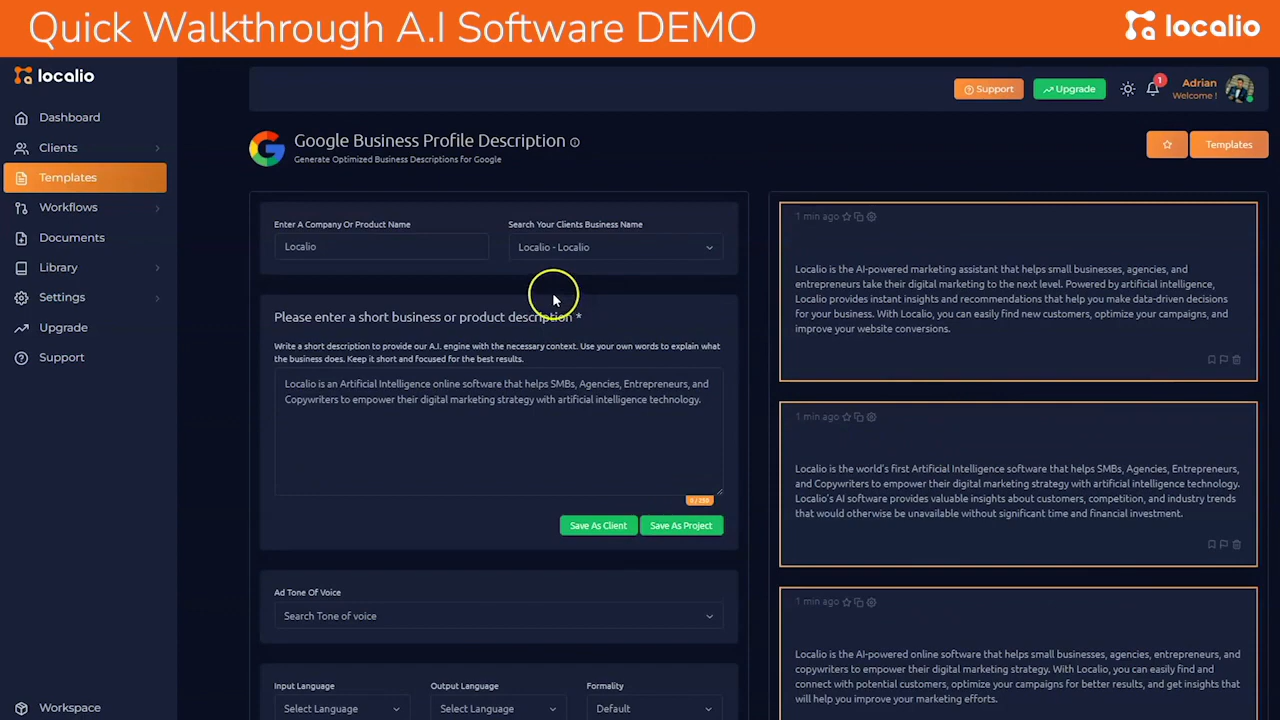 Quick Walkthrough A.I Software DEMO
localio
localio
Support
Upgrade
1
Adrian
Welcome !
Dashboard
Clients
Templates
Workflows
Documents
Library
Settings
Upgrade
Support
Workspace
Google Business Profile Description
Generate Optimized Business Descriptions for Google
Templates
Enter A Company Or Product Name
Localio
Search Your Clients Business Name
Localio - Localio
Please enter a short business or product description *
Write a short description to provide our A.I. engine with the necessary context. Use your own words to explain what
the business does. Keep it short and focused for the best results.
Localio is an Artificial Intelligence online software that helps SMBs, Agencies, Entrepreneurs, and
Copywriters to empower their digital marketing strategy with artificial intelligence technology.
Save As Client
Save As Project
Ad Tone Of Voice
Search Tone of voice
Input Language
Select Language
Output Language
Select Language
Formality
Default
1 min ago
Localio is the AI-powered marketing assistant that helps small businesses, agencies, and
entrepreneurs take their digital marketing to the next level. Powered by artificial intelligence,
Localio provides instant insights and recommendations that help you make data-driven decisions
for your business. With Localio, you can easily find new customers, optimize your campaigns, and
improve your website conversions.
1 min ago
Localio is the world's first Artificial Intelligence software that helps SMBs, Agencies, Entrepreneurs,
and Copywriters to empower their digital marketing strategy with artificial intelligence technology.
Localio's AI software provides valuable insights about customers, competition, and industry trends
that would otherwise be unavailable without significant time and financial investment.
1 min ago
Localio is the AI-powered online software that helps small businesses, agencies, entrepreneurs, and
copywriters to empower their digital marketing strategy. With Localio, you can easily find and
connect with potential customers, optimize your campaigns for better results, and get insights that
will help you improve your marketing efforts.